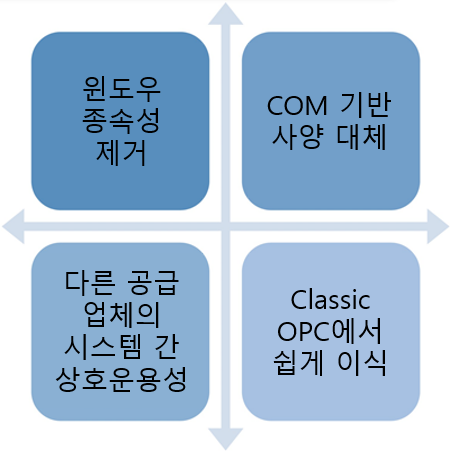 윈도우
종속성
제거
COM 기반
사양 대체
다른 공급
업체의
시스템 간
상호운용성
Classic
OPC에서
쉽게 이식